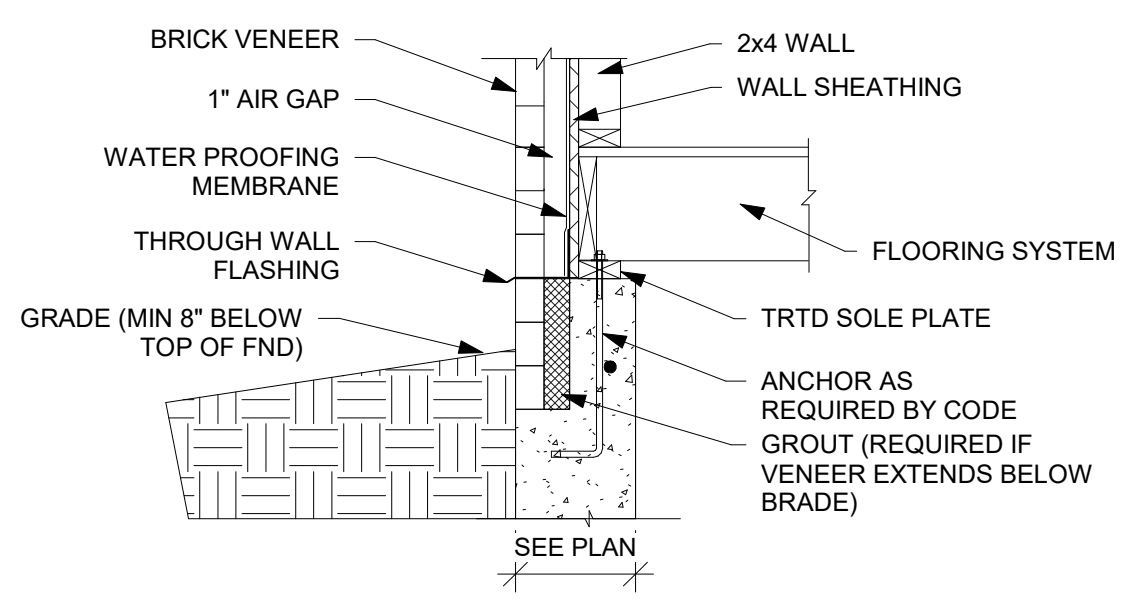 BRICK VENEER
1" AIR GAP
WATER PROOFING
MEMBRANE
THROUGH WALL
FLASHING
GRADE (MIN 8" BELOW
TOP OF FND)
2x4 WALL
WALL SHEATHING
FLOORING SYSTEM
TRTD SOLE PLATE
ANCHOR AS
REQUIRED BY CODE
GROUT (REQUIRED IF
VENEER EXTENDS BELOW
BRADE)
SEE PLAN